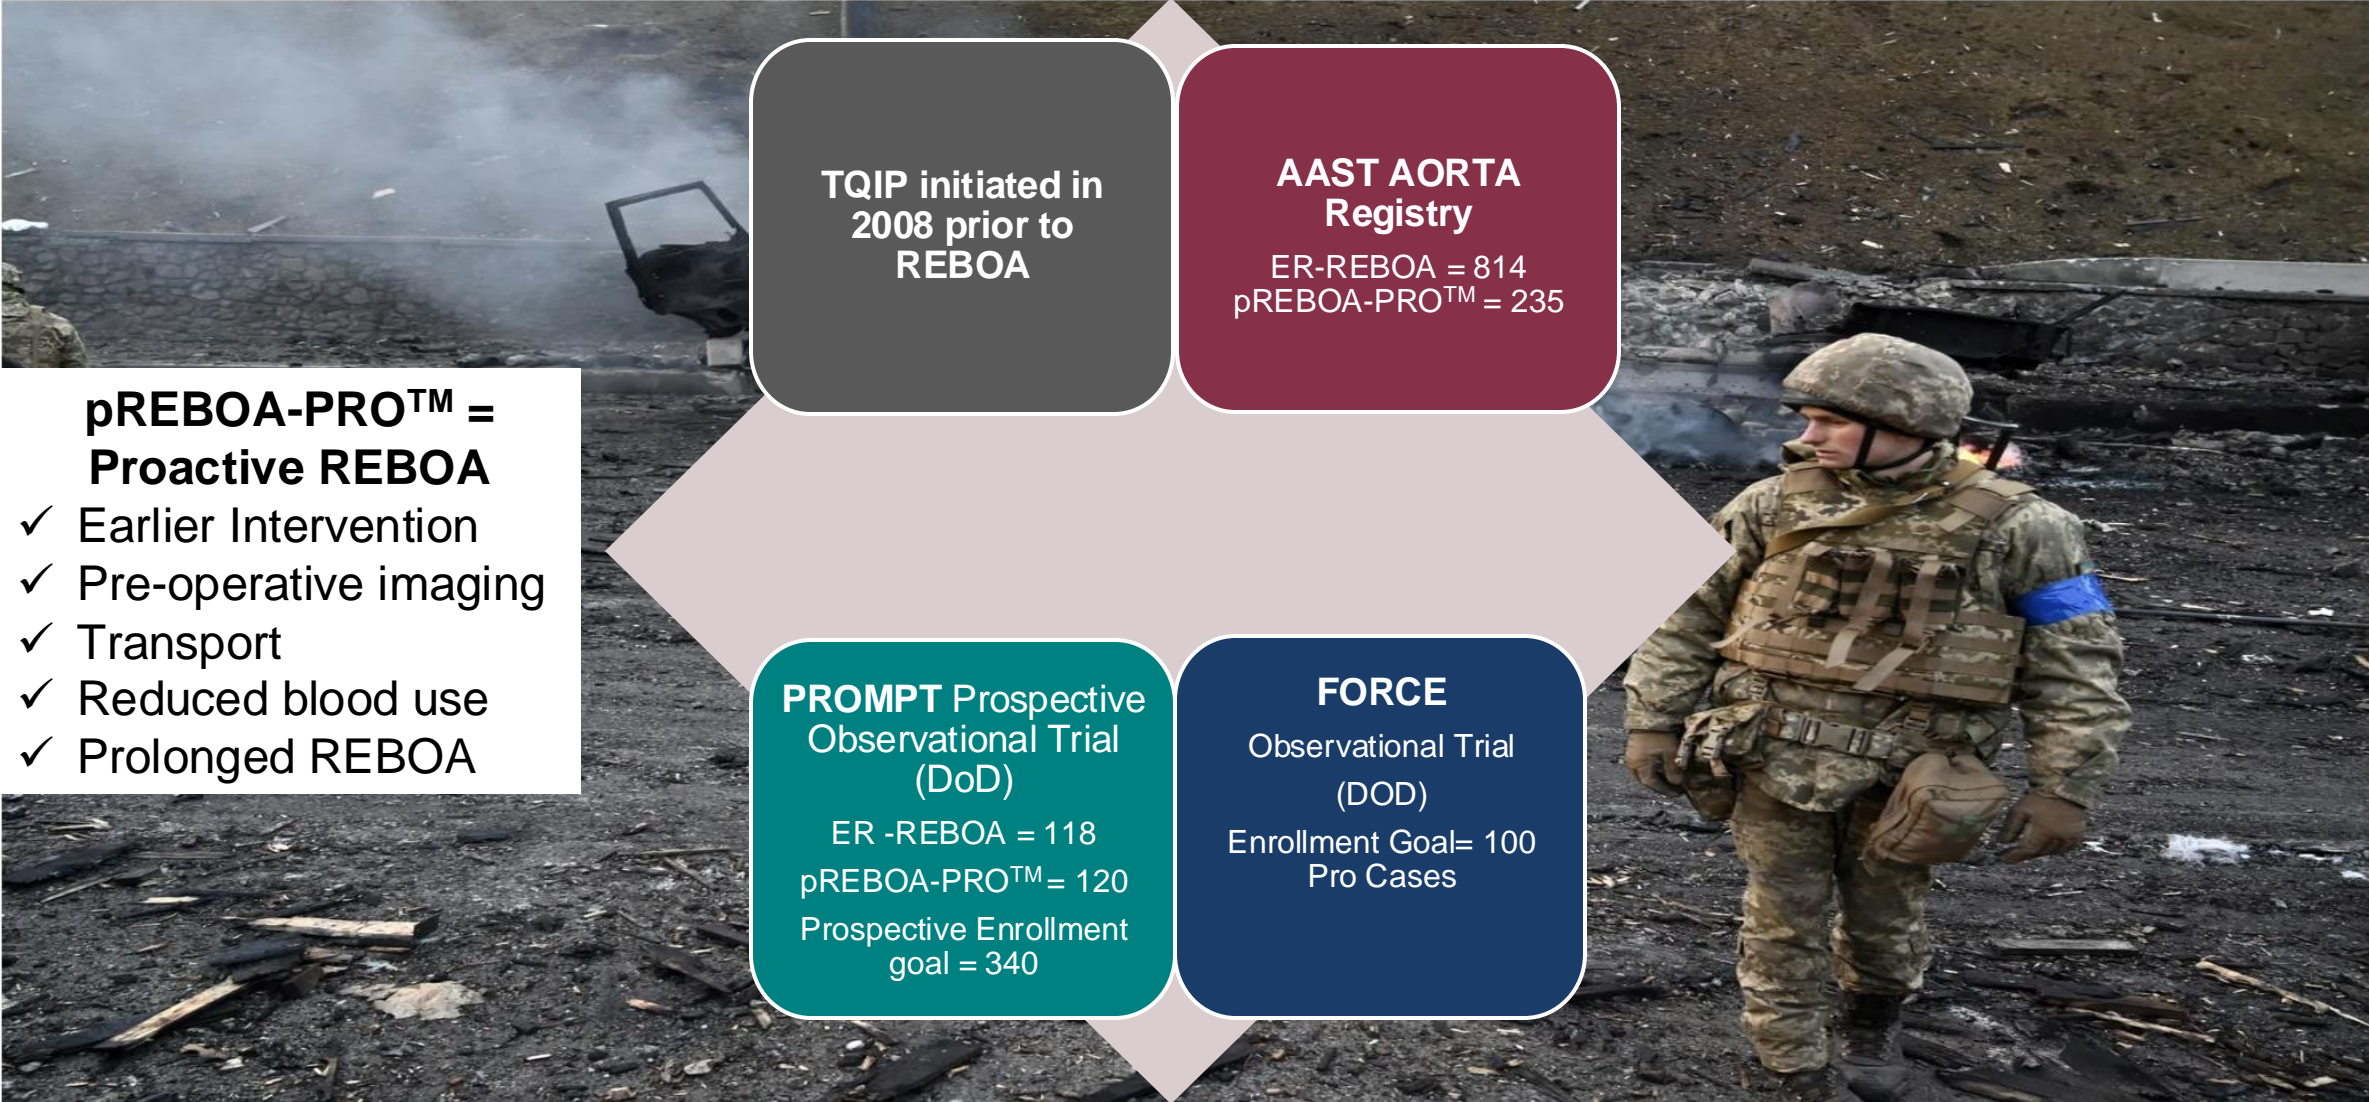 TQIP initiated in
2008 prior to
REBOA
AAST AORTA
Registry
ER-REBOA = 814
pREBOA-PRO™ = 235
pREBOA-PRO™ =
Proactive REBOA
✓ Earlier Intervention
✓ Pre-operative imaging
✓ Transport
✓ Reduced blood use
✓ Prolonged REBOA
PROMPT Prospective
Observational Trial
(DoD)
ER -REBOA = 118
pREBOA-PRO™ = 120
Prospective Enrollment
goal = 340
FORCE
Observational Trial
(DOD)
Enrollment Goal= 100
Pro Cases